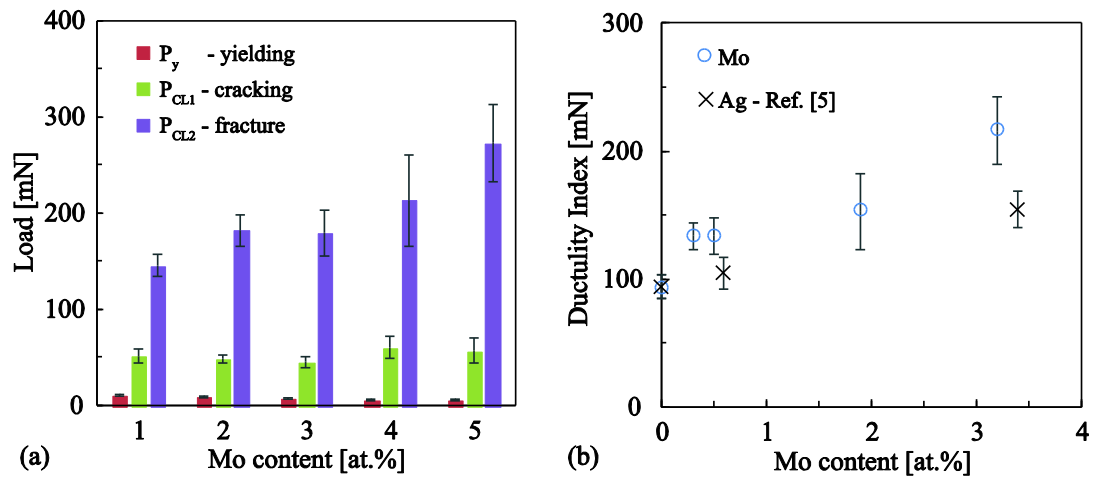 400
300
200
100
0
Load [mN]
P_y - yielding
P_CL1 - cracking
P_CL2 - fracture
1 2 3 4 5
Mo content [at.%]
(a)
300
200
100
0
Ductulity Index [mN]
Mo
Ag - Ref. [5]
0 1 2 3 4
Mo content [at.%]
(b)